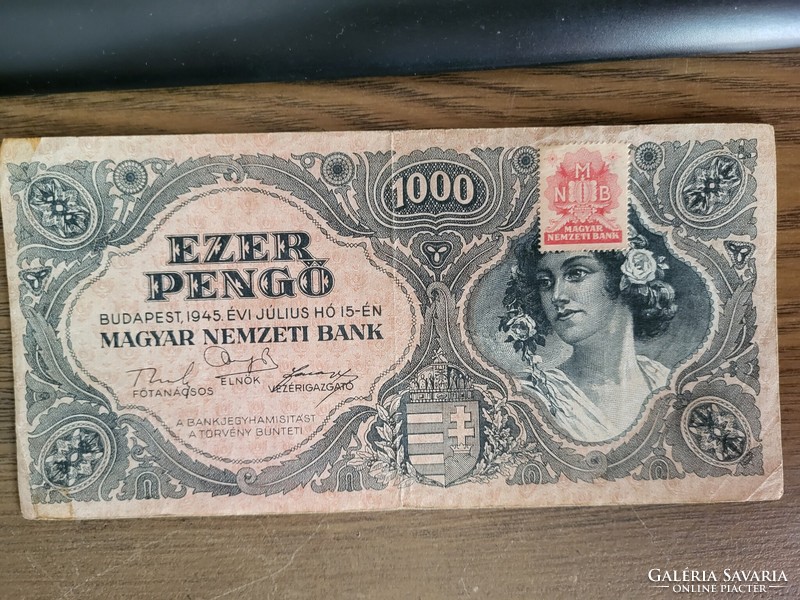 1000
M
N B
MAGYAR
NEMZETI BANK
EZER
PENGŐ
BUDAPEST, 1945. ÉVI JÚLIUS HÓ 15-ÉN
MAGYAR NEMZETI BANK
FŐTANÁCSOS ELNÖK VEZÉRIGAZGATÓ
A BANKJEGYHAMISITÁST
A TÖRVÉNY BÜNTETI
GALÉRIA SAVARIA
ONLINE PIACTÉR